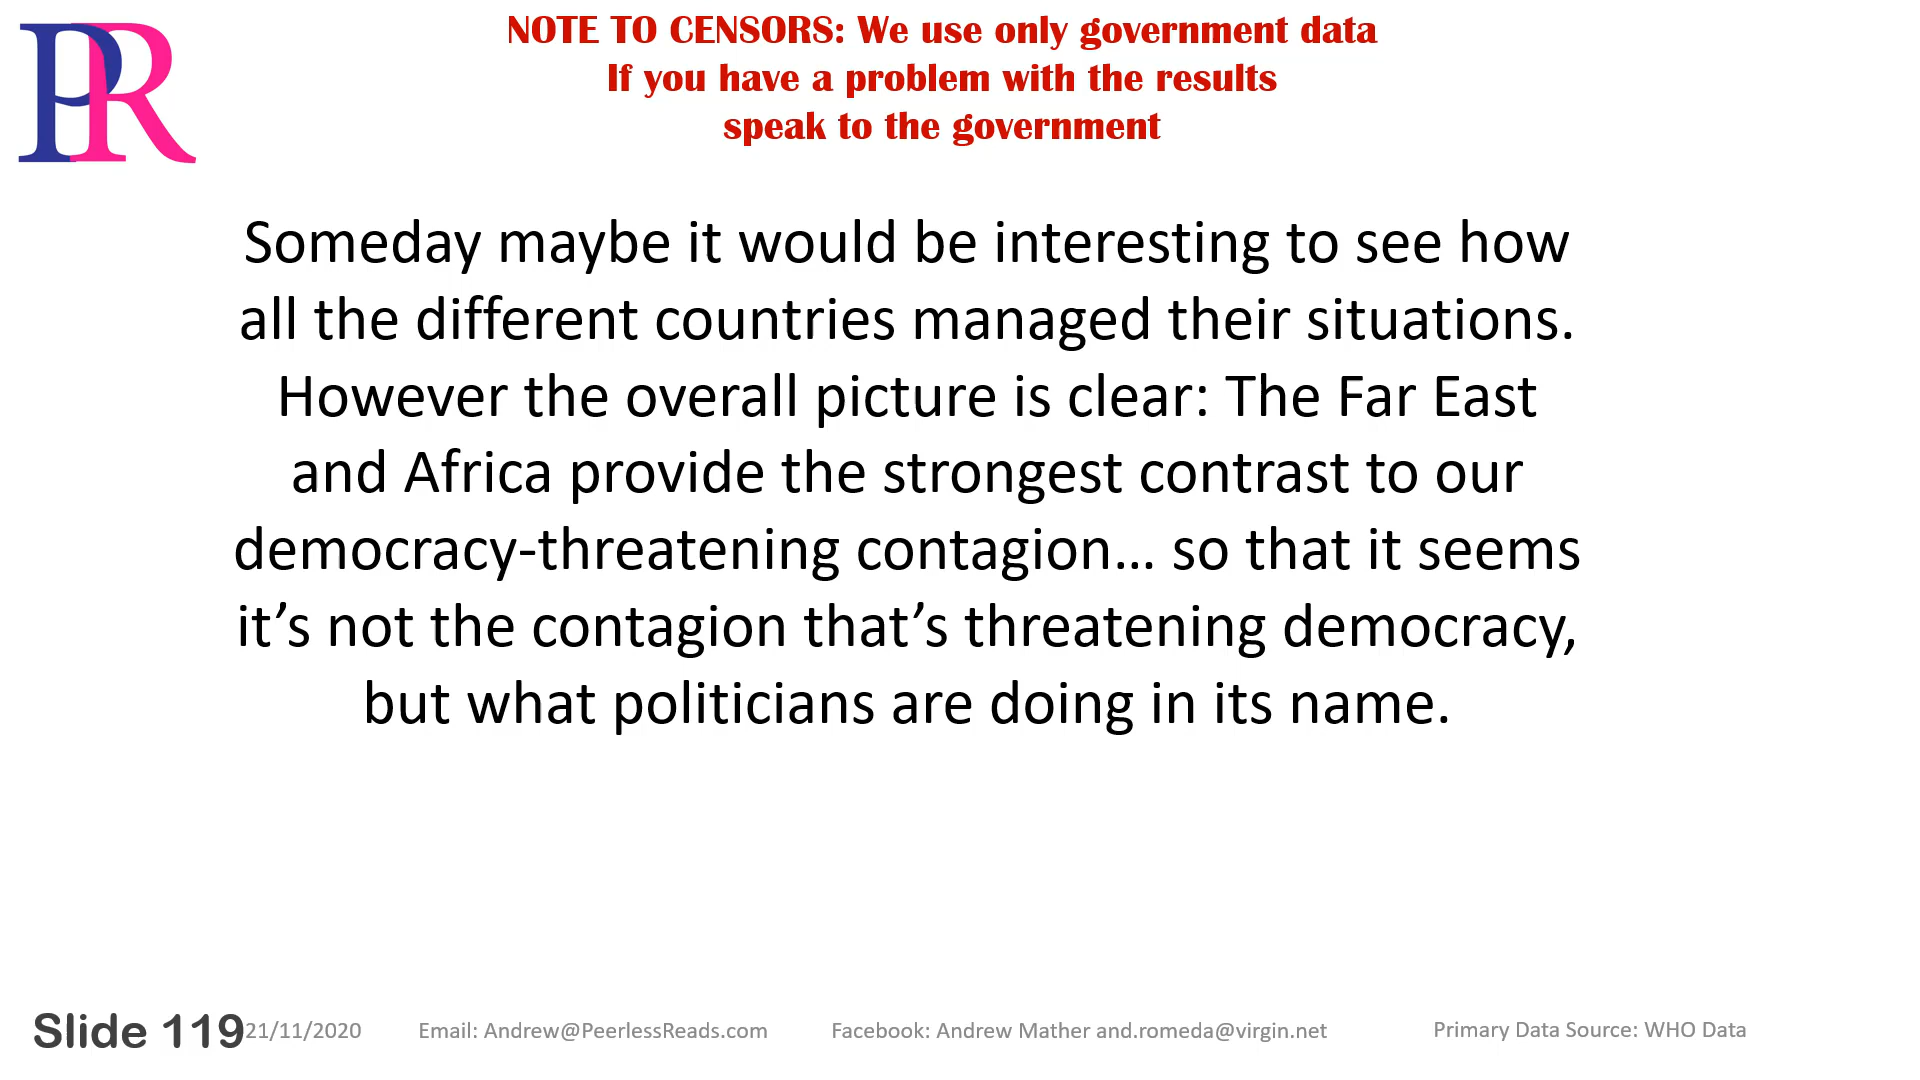 PR
NOTE TO CENSORS: We use only government data
If you have a problem with the results
speak to the government
Someday maybe it would be interesting to see how
all the different countries managed their situations.
However the overall picture is clear: The Far East
and Africa provide the strongest contrast to our
democracy-threatening contagion… so that it seems
it’s not the contagion that’s threatening democracy,
but what politicians are doing in its name.
Slide 119 21/11/2020 Email: Andrew@PeerlessReads.com Facebook: Andrew Mather and.romeda@virgin.net Primary Data Source: WHO Data